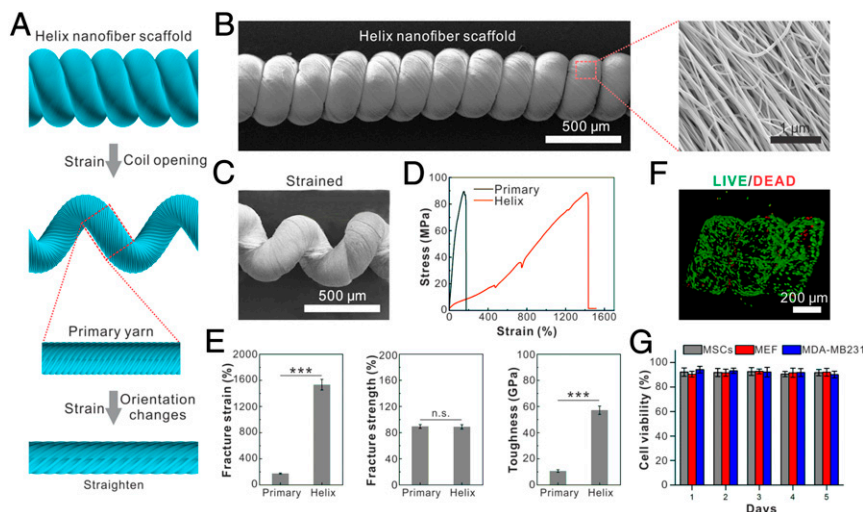 A
Helix nanofiber scaffold
Strain
Coil opening
Primary yarn
Strain
Orientation
changes
Straighten
B
Helix nanofiber scaffold
500 µm
1 µm
C
Strained
500 µm
D
Primary
Helix
100
80
60
40
20
0
0 400 800 1200 1600
Stress (MPa)
Strain (%)
F
LIVE/DEAD
200 µm
E
Fracture strain (%)
2000
1600
1200
800
400
0
***
Primary Helix
Fracture strength (%)
200
150
100
50
0
n.s.
Primary Helix
Toughness (GPa)
100
80
60
40
20
0
***
Primary Helix
G
MSCs MEF MDA-MB231
Cell viability (%)
100
80
60
40
20
0
1 2 3 4 5
Days